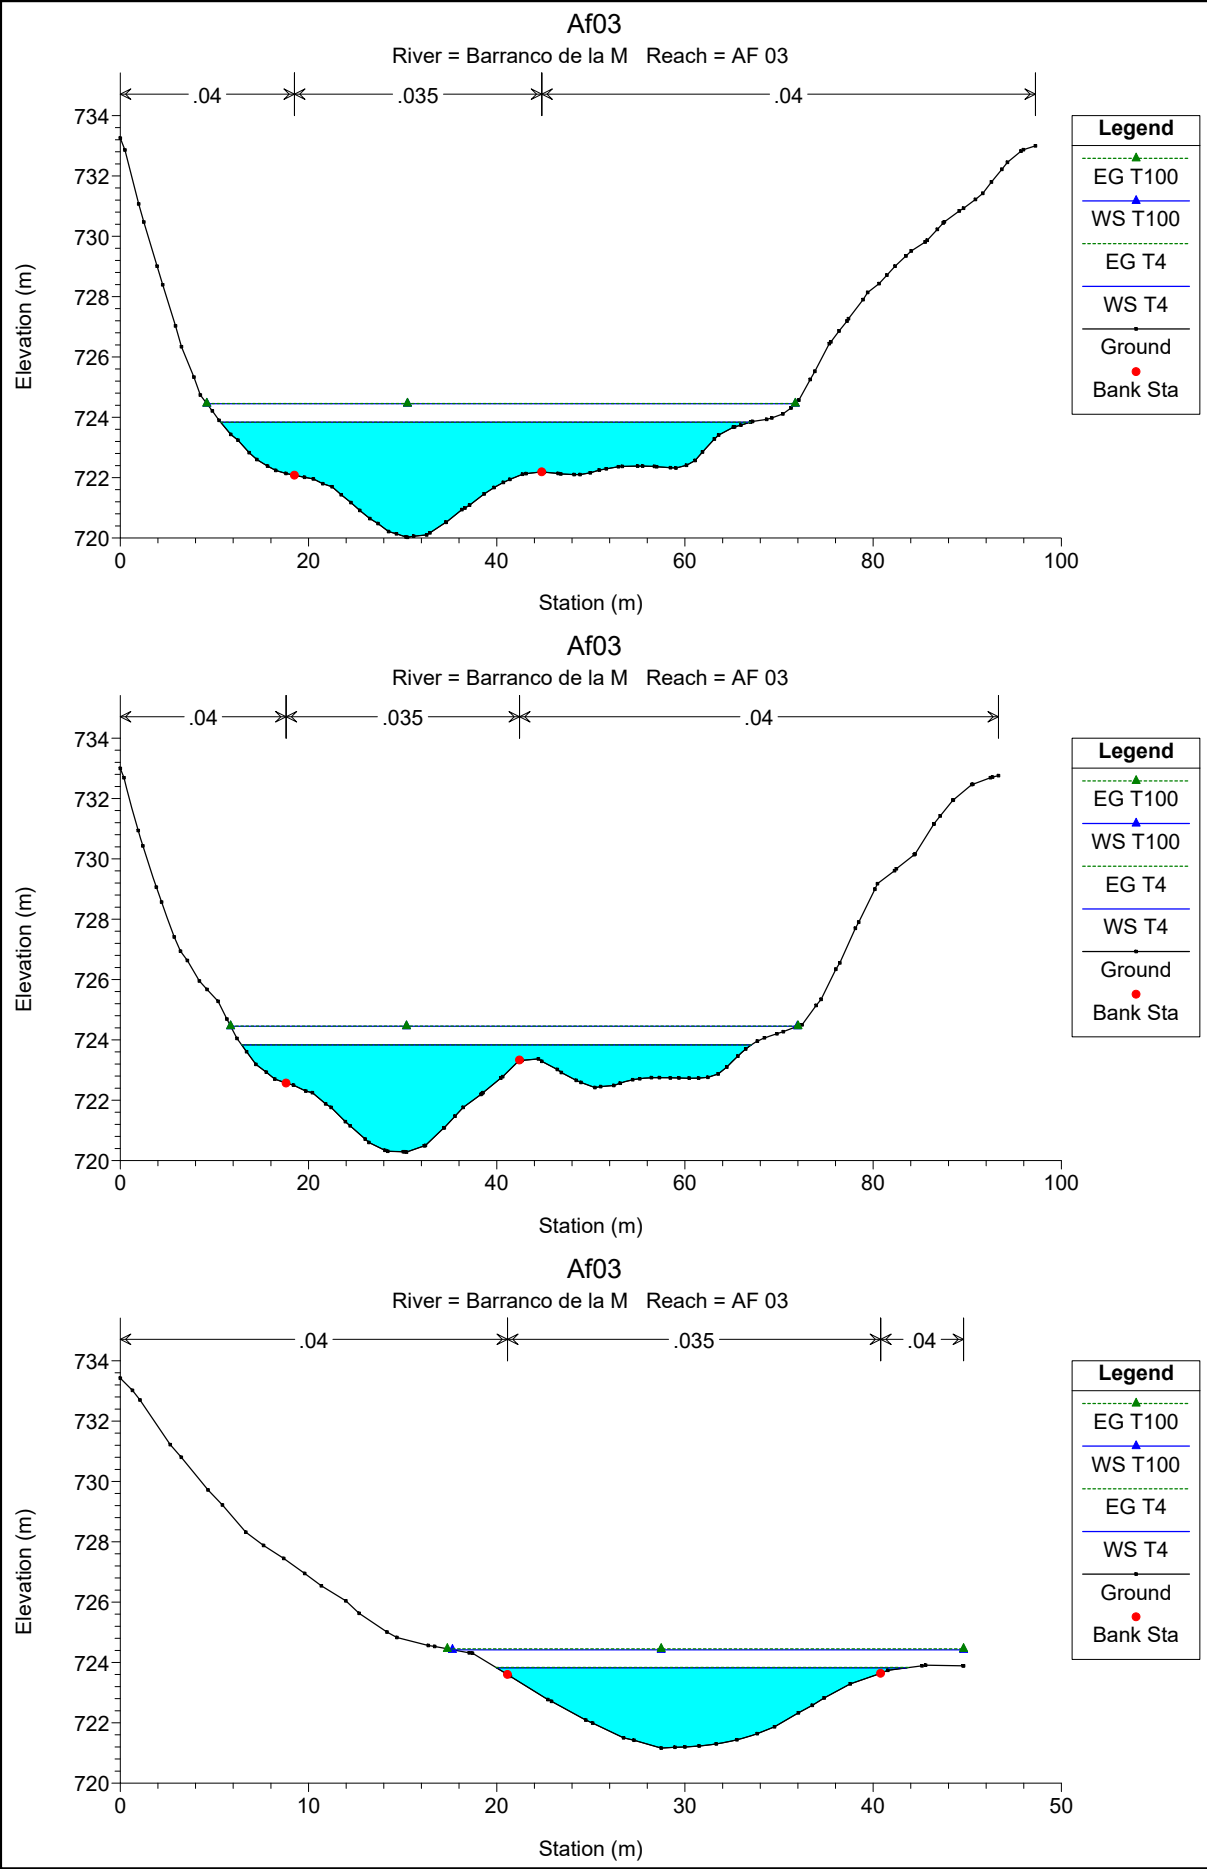 Af03
River = Barranco de la M Reach = AF 03
.04 .035 .04
Legend
EG T100
WS T100
EG T4
WS T4
Ground
Bank Sta
734
732
730
728
726
724
722
720
Elevation (m)
0 20 40 60 80 100
Station (m)
Af03
River = Barranco de la M Reach = AF 03
.04 .035 .04
Legend
EG T100
WS T100
EG T4
WS T4
Ground
Bank Sta
734
732
730
728
726
724
722
720
Elevation (m)
0 20 40 60 80 100
Station (m)
Af03
River = Barranco de la M Reach = AF 03
.04 .035 .04
Legend
EG T100
WS T100
EG T4
WS T4
Ground
Bank Sta
734
732
730
728
726
724
722
720
Elevation (m)
0 10 20 30 40 50
Station (m)